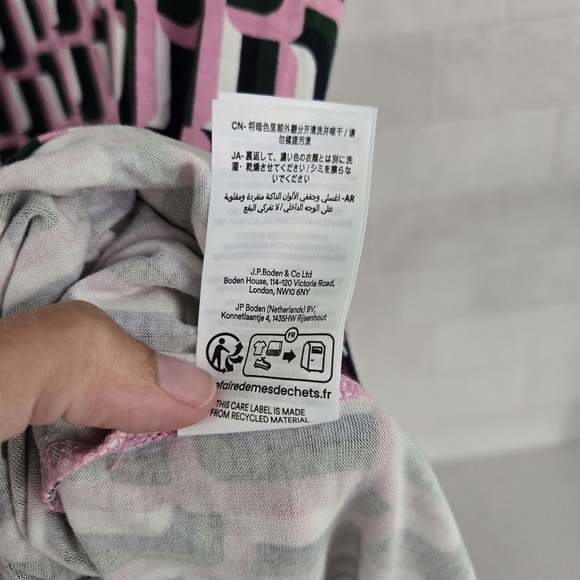 CN- 将暗色里朝外翻分开清洗并晾干 / 请
勿揉搓污渍
JA- 裏返して、濃い色の衣類とは別に洗
濯・乾燥させてください / シミを擦らな
いでください
AR- اغسلي وجففي الألوان الداكنة منفردة ومقلوبة
على الوجه الداخلي / لا تفركي البقع
J.P.Boden & Co Ltd
Boden House, 114-120 Victoria Road,
London, NW10 6NY
JP Boden (Netherlands) BV,
Konnetlaantje 4, 1435HW Rijsenhout
FR
efairedemesdechets.fr
THIS CARE LABEL IS MADE
FROM RECYCLED MATERIAL